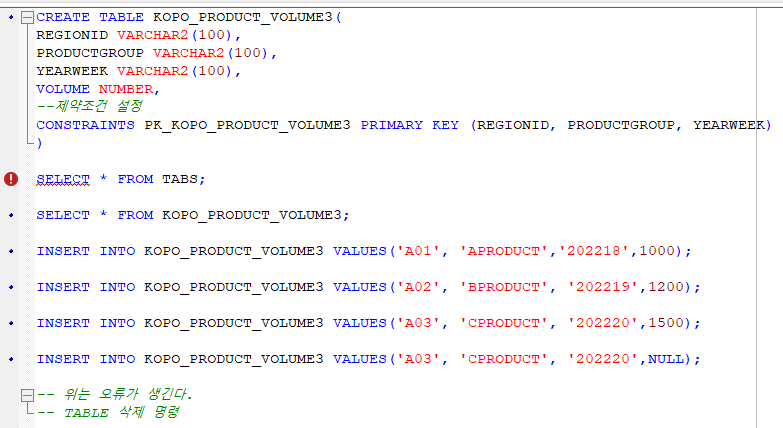 CREATE TABLE KOPO_PRODUCT_VOLUME3(
REGIONID VARCHAR2(100),
PRODUCTGROUP VARCHAR2(100),
YEARWEEK VARCHAR2(100),
VOLUME NUMBER,
--제약조건 설정
CONSTRAINTS PK_KOPO_PRODUCT_VOLUME3 PRIMARY KEY (REGIONID, PRODUCTGROUP, YEARWEEK)
)
SELECT * FROM TABS;
SELECT * FROM KOPO_PRODUCT_VOLUME3;
INSERT INTO KOPO_PRODUCT_VOLUME3 VALUES('A01', 'APRODUCT','202218',1000);
INSERT INTO KOPO_PRODUCT_VOLUME3 VALUES('A02', 'BPRODUCT', '202219',1200);
INSERT INTO KOPO_PRODUCT_VOLUME3 VALUES('A03', 'CPRODUCT', '202220',1500);
INSERT INTO KOPO_PRODUCT_VOLUME3 VALUES('A03', 'CPRODUCT', '202220',NULL);
-- 위는 오류가 생긴다.
-- TABLE 삭제 명령